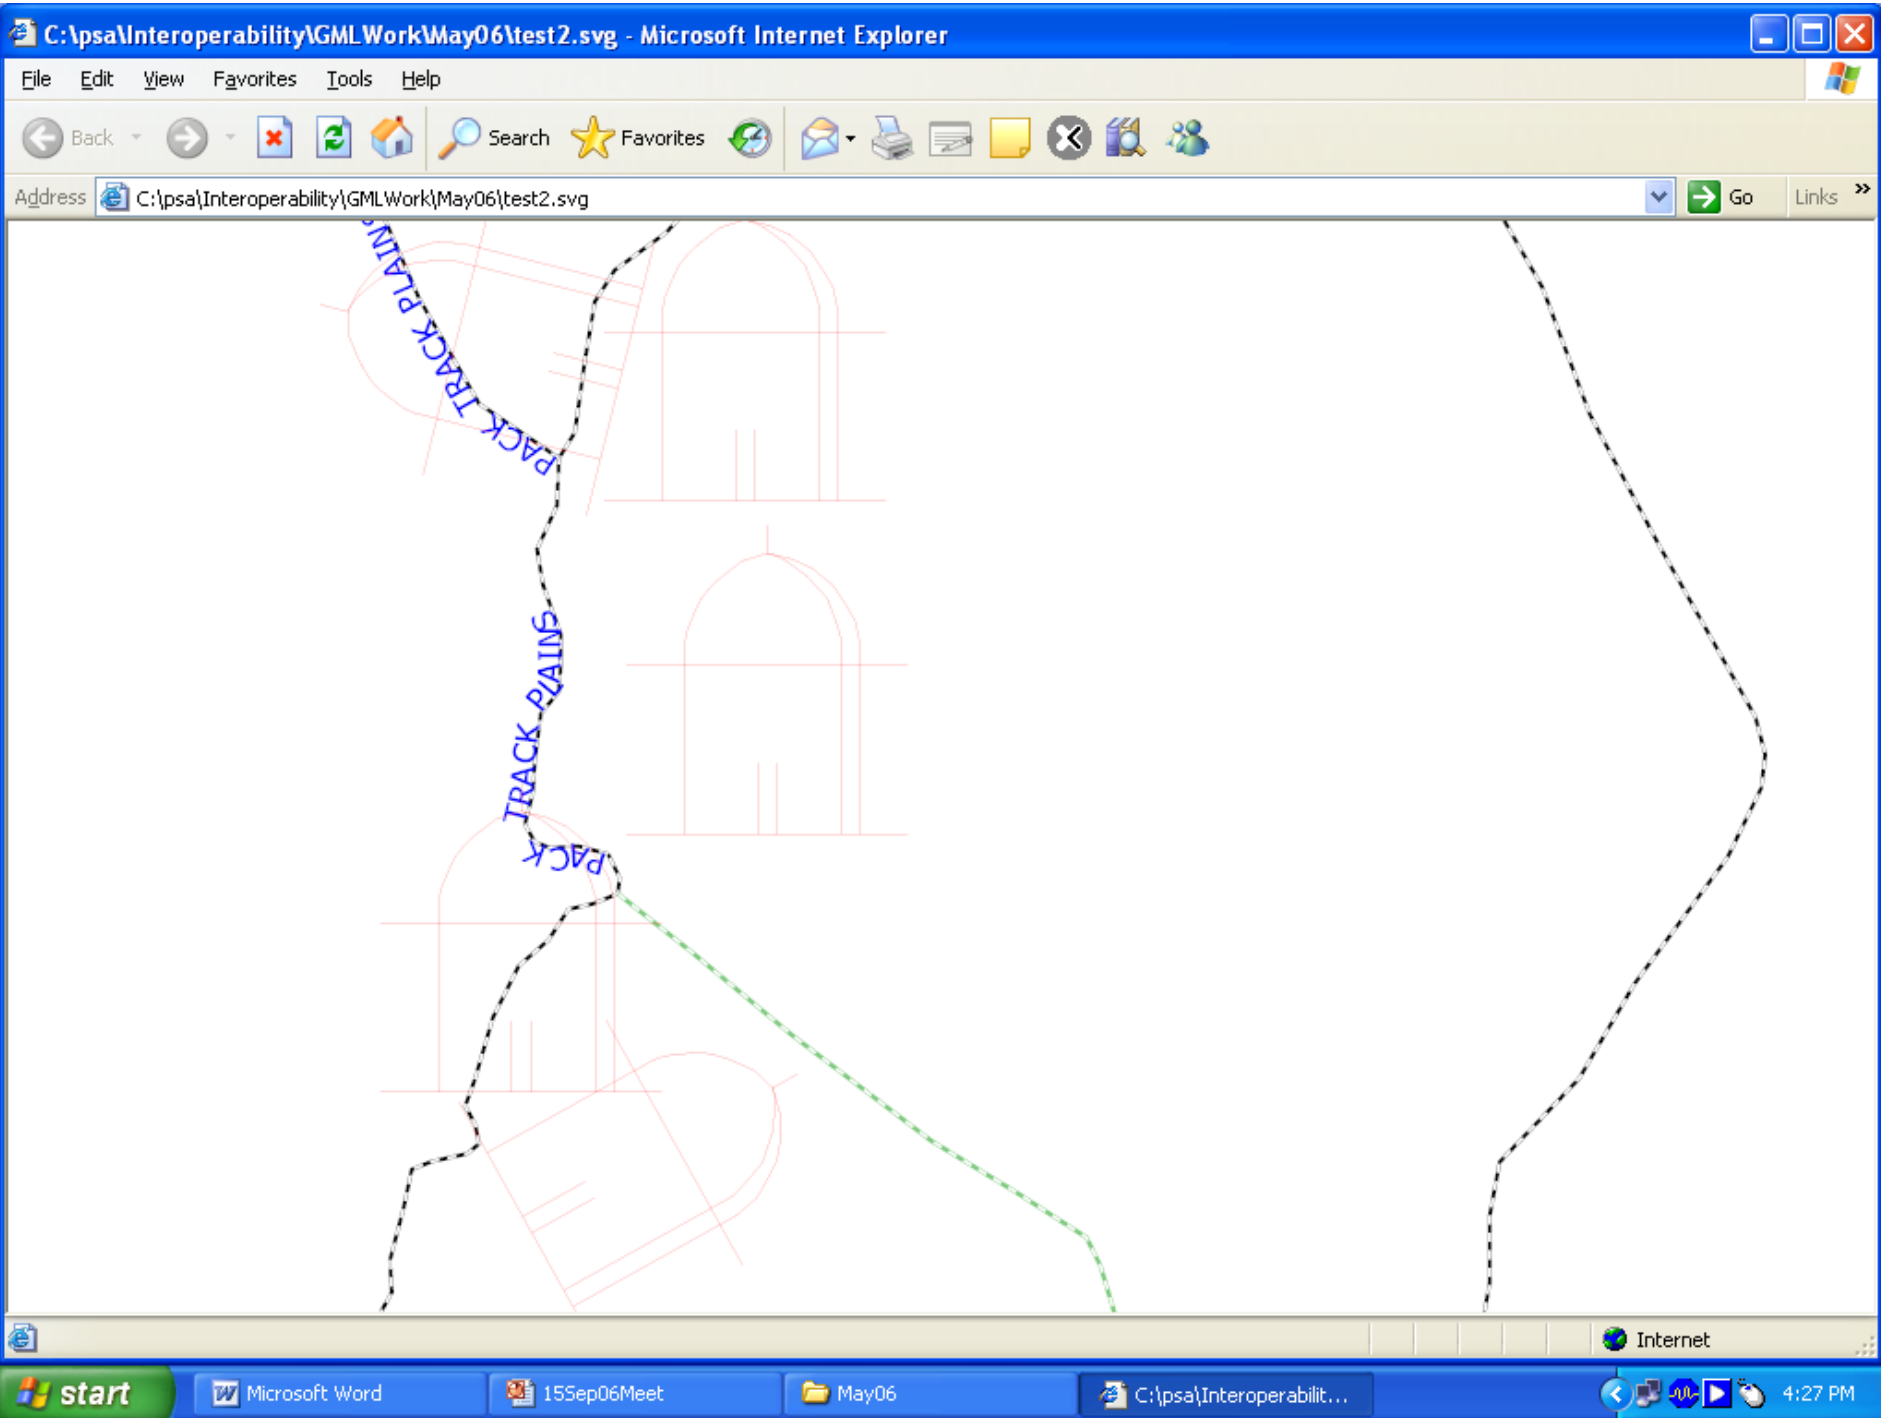 C:\psa\Interoperability\GMLWork\May06\test2.svg - Microsoft Internet Explorer
File Edit View Favorites Tools Help
Back Search Favorites
Address C:\psa\Interoperability\GMLWork\May06\test2.svg Go Links »
PACK TRACK PLAINS
PACK TRACK PLAINS
Internet
start Microsoft Word 15Sep06Meet May06 C:\psa\Interoperabilit... 4:27 PM